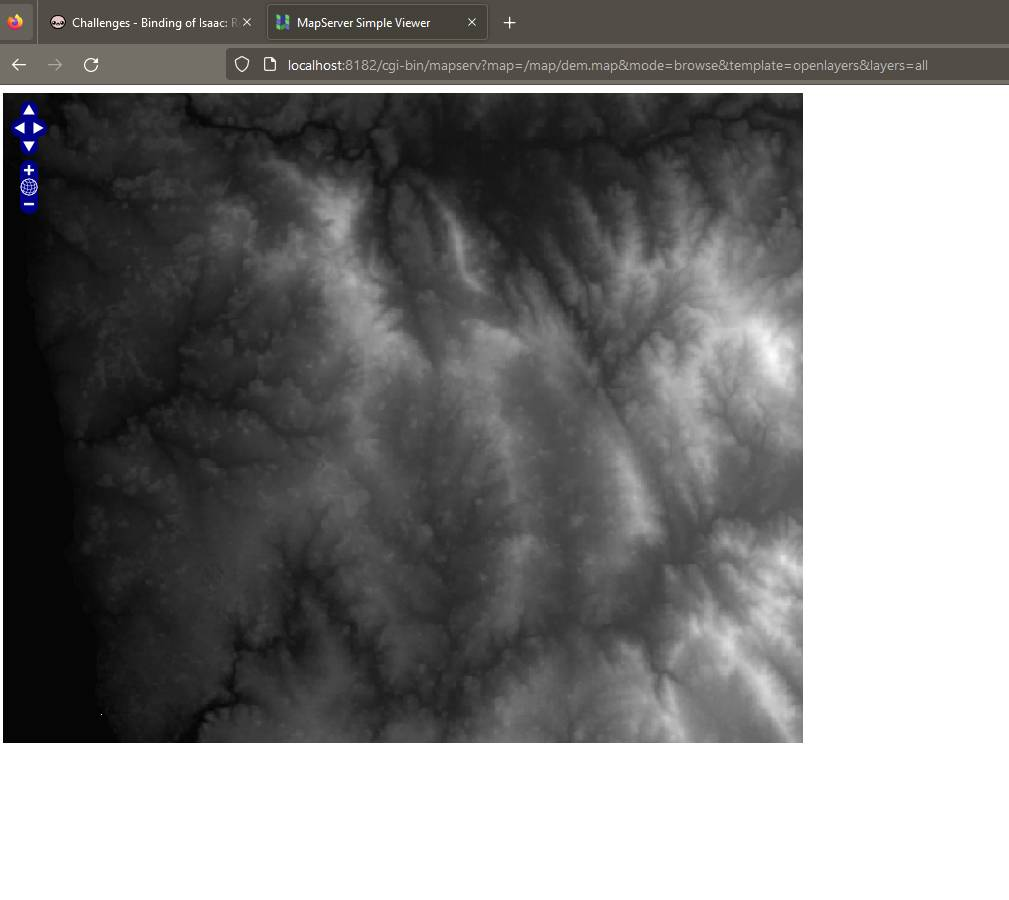 Challenges - Binding of Isaac: R
MapServer Simple Viewer
localhost:8182/cgi-bin/mapserv?map=/map/dem.map&mode=browse&template=openlayers&layers=all